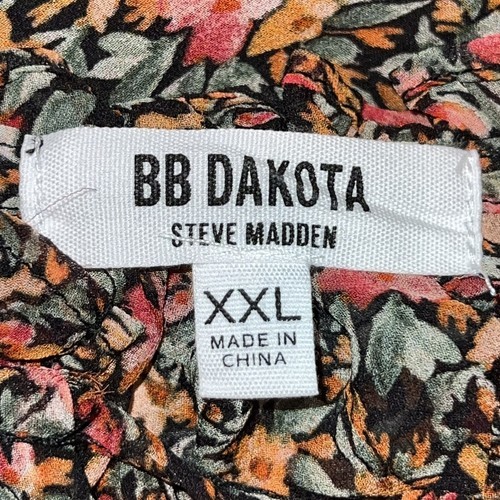 BB DAKOTA
STEVE MADDEN
XXL
MADE IN
CHINA